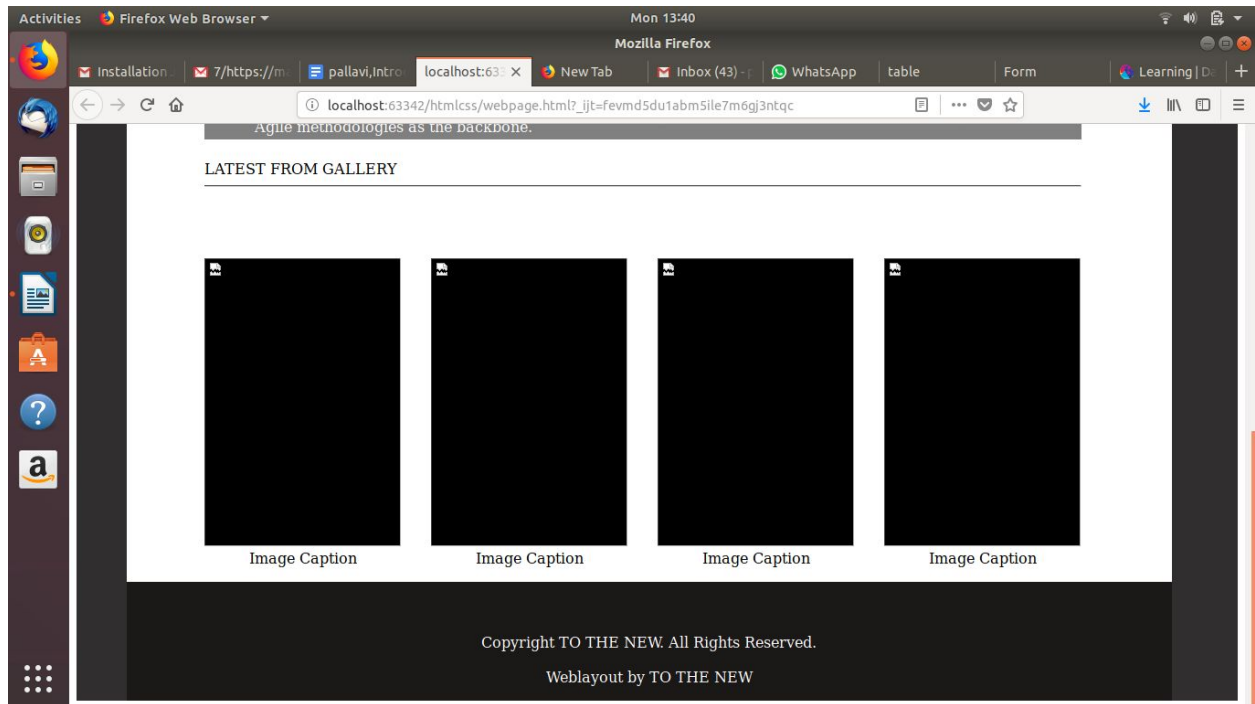 Activities Firefox Web Browser Mon 13:40
Mozilla Firefox
Installation 7/https://m pallavi,Intro localhost:633 New Tab Inbox (43) - WhatsApp table Form Learning | D
localhost:63342/htmlcss/webpage.html?_ijt=fevmd5du1abm5ile7m6gj3ntqc
Agile methodologies as the backbone.
LATEST FROM GALLERY
Image Caption Image Caption Image Caption Image Caption
Copyright TO THE NEW. All Rights Reserved.
Weblayout by TO THE NEW